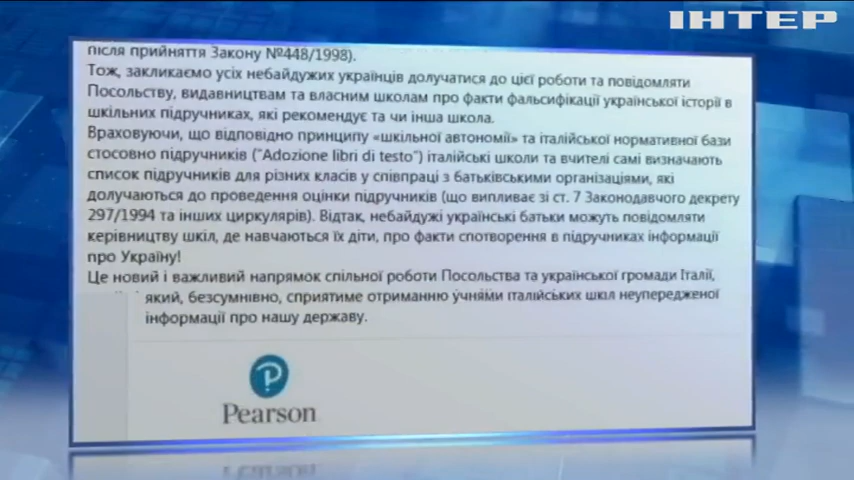 ІНТЕР
після прийняття Закону №448/1998).
Тож, закликаємо усіх небайдужих українців долучатися до цієї роботи та повідомляти
Посольству, видавництвам та власним школам про факти фальсифікації української історії в
шкільних підручниках, які рекомендує та чи інша школа.
Враховуючи, що відповідно принципу «шкільної автономії» та італійської нормативної бази
стосовно підручників ("Adozione libri di testo") італійські школи та вчителі самі визначають
список підручників для різних класів у співпраці з батьківськими організаціями, які
долучаються до проведення оцінки підручників (що випливає зі ст. 7 Законодавчого декрету
297/1994 та інших циркулярів). Відтак, небайдужі українські батьки можуть повідомляти
керівництву шкіл, де навчаються їх діти, про факти спотворення в підручниках інформації
про Україну!
Це новий і важливий напрямок спільної роботи Посольства та української громади Італії,
який, безсумнівно, сприятиме отриманню учнями італійських шкіл неупередженої
інформації про нашу державу.
Pearson